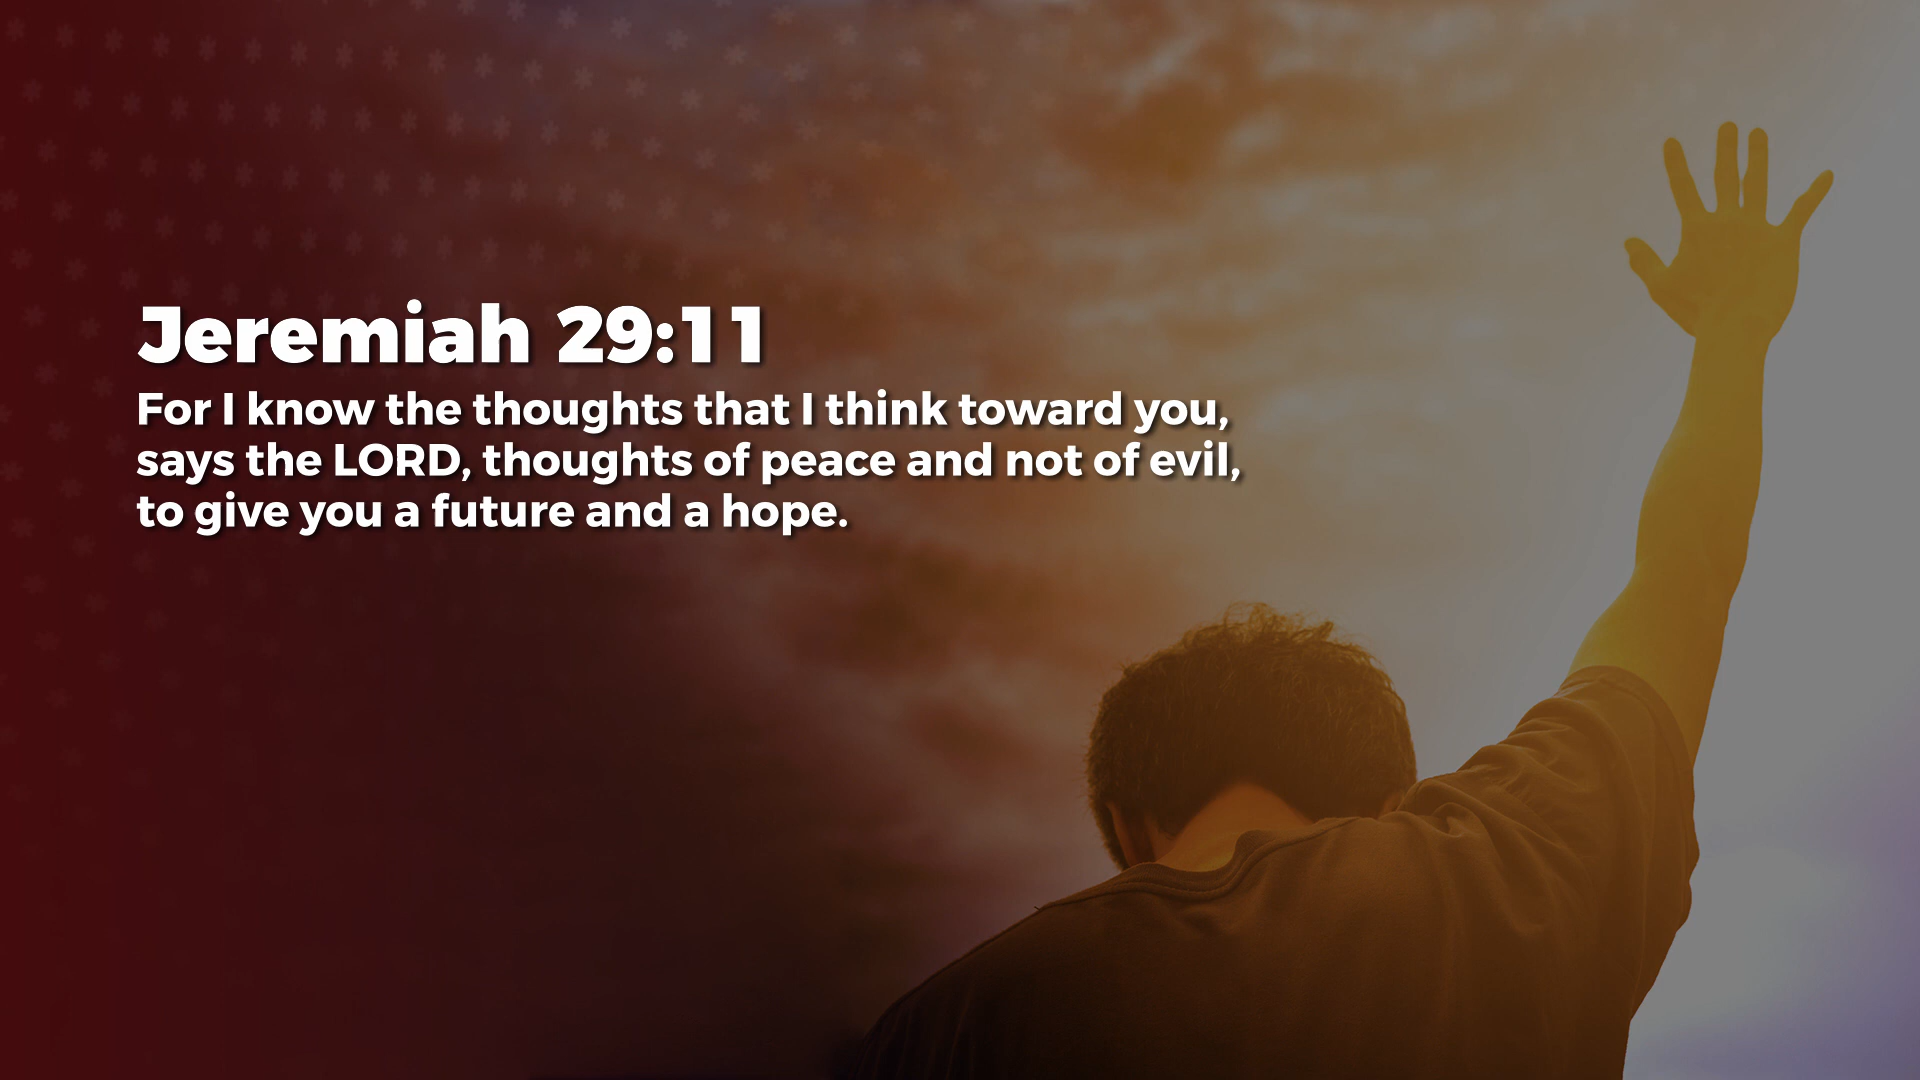 Jeremiah 29:11
For I know the thoughts that I think toward you,
says the LORD, thoughts of peace and not of evil,
to give you a future and a hope.